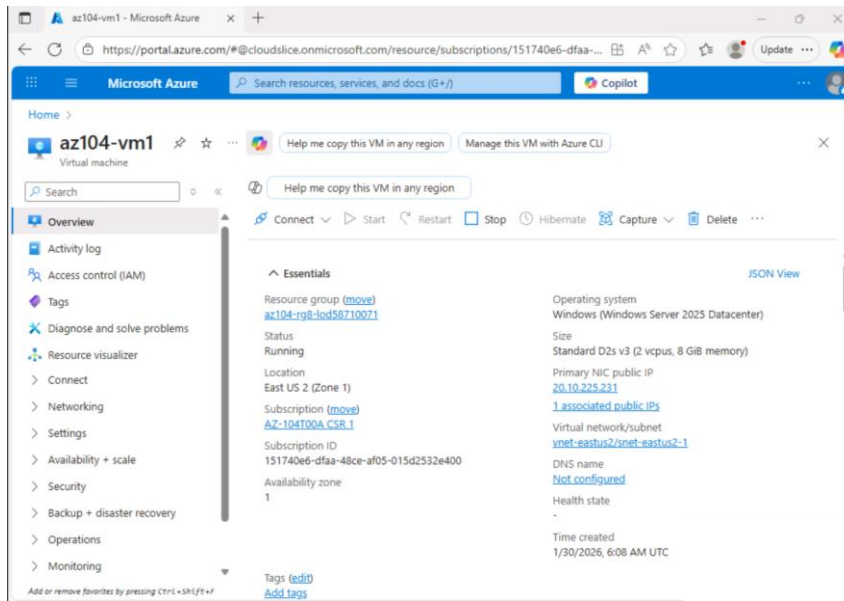 az104-vm1 - Microsoft Azure
https://portal.azure.com/#@cloudslice.onmicrosoft.com/resource/subscriptions/151740e6-dfaa-...
Update
Microsoft Azure
Search resources, services, and docs (G+/)
Copilot
Home >
az104-vm1
Virtual machine
Help me copy this VM in any region
Manage this VM with Azure CLI
Search
Help me copy this VM in any region
Connect
Start
Restart
Stop
Hibernate
Capture
Delete
Overview
Activity log
Access control (IAM)
Tags
Diagnose and solve problems
Resource visualizer
Connect
Networking
Settings
Availability + scale
Security
Backup + disaster recovery
Operations
Monitoring
Add or remove favorites by pressing Ctrl+Shift+F
Essentials
JSON View
Resource group (move)
az104-rg8-lod58710071
Status
Running
Location
East US 2 (Zone 1)
Subscription (move)
AZ-104T00A CSR 1
Subscription ID
151740e6-dfaa-48ce-af05-015d2532e400
Availability zone
1
Operating system
Windows (Windows Server 2025 Datacenter)
Size
Standard D2s v3 (2 vcpus, 8 GiB memory)
Primary NIC public IP
20.10.225.231
1 associated public IPs
Virtual network/subnet
vnet-eastus2/snet-eastus2-1
DNS name
Not configured
Health state
-
Time created
1/30/2026, 6:08 AM UTC
Tags (edit)
Add tags